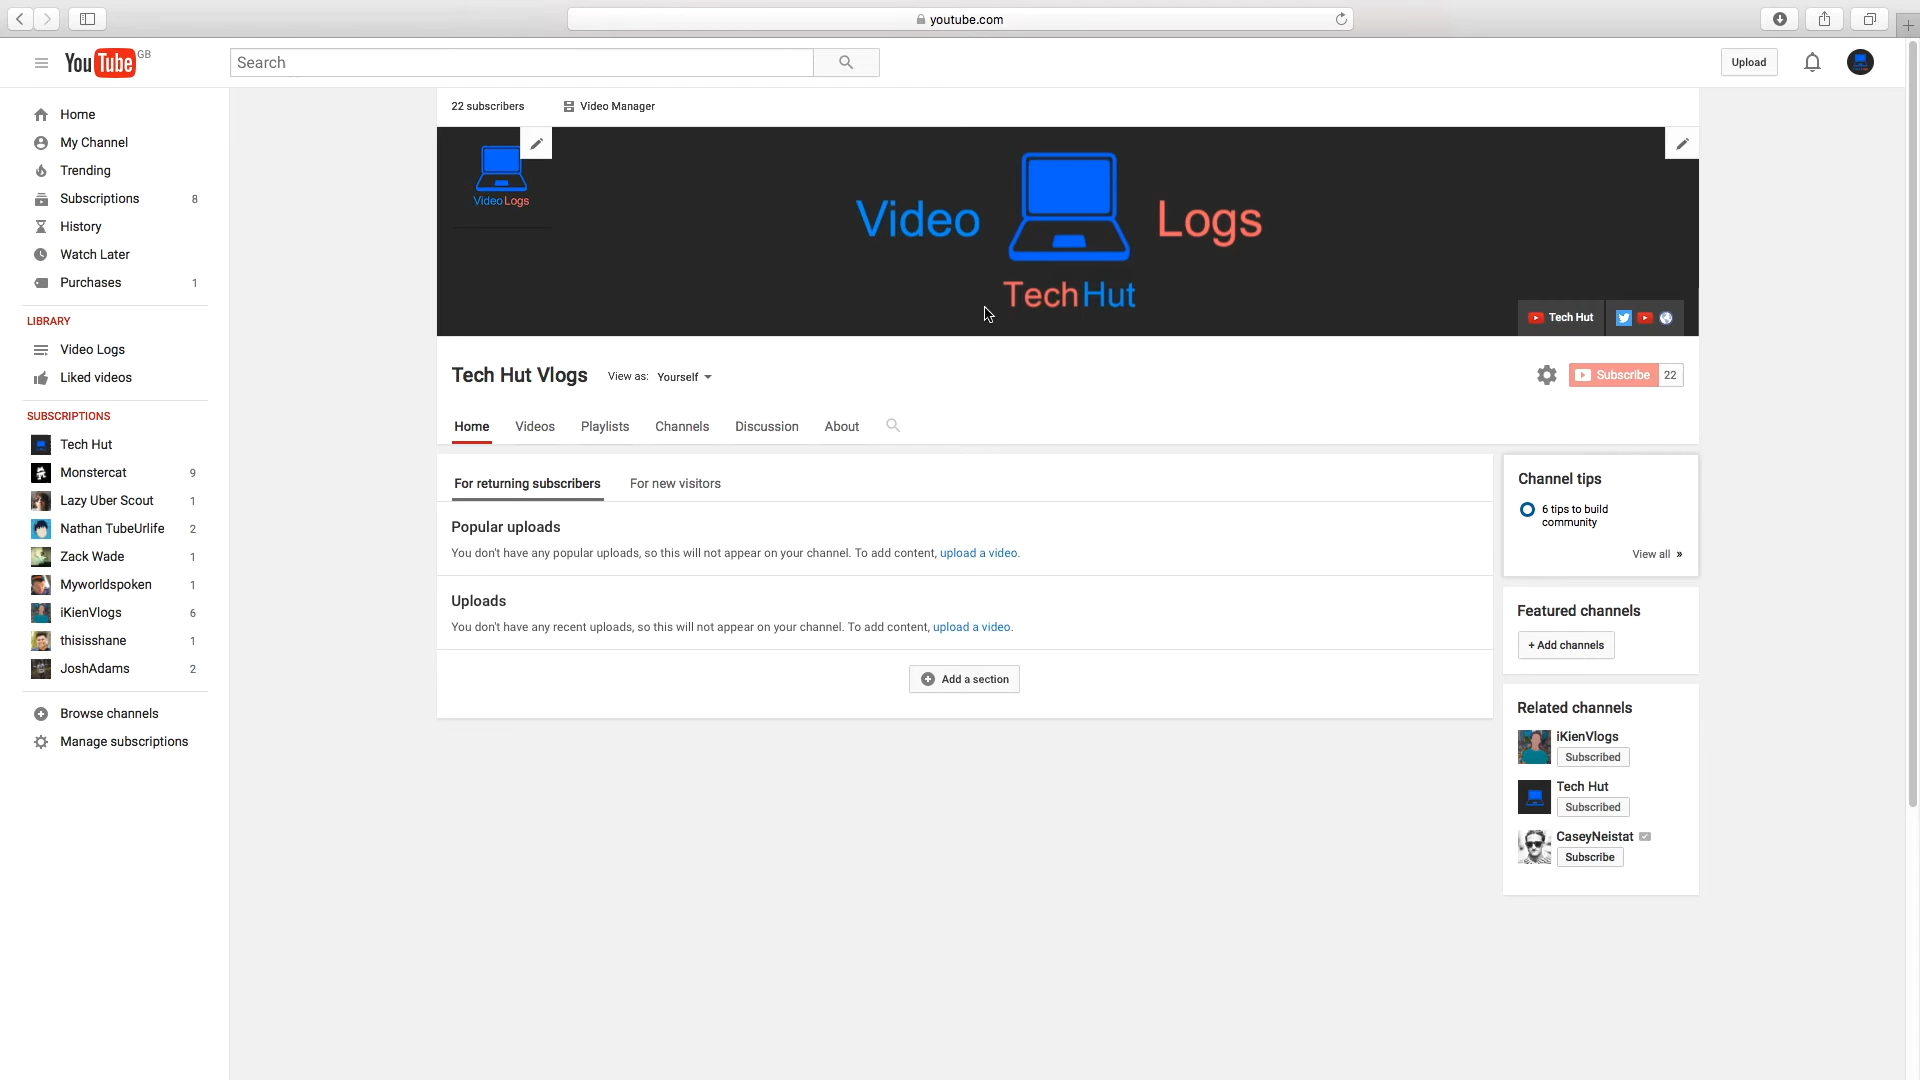 youtube.com
YouTube GB
Search
Upload
Home
My Channel
Trending
Subscriptions 8
History
Watch Later
Purchases 1
LIBRARY
Video Logs
Liked videos
SUBSCRIPTIONS
Tech Hut
Monstercat 9
Lazy Uber Scout 1
Nathan TubeUrlife 2
Zack Wade 1
Myworldspoken 1
iKienVlogs 6
thisisshane 1
JoshAdams 2
Browse channels
Manage subscriptions
22 subscribers Video Manager
Video Logs
Video Logs
Tech Hut
Tech Hut
Tech Hut Vlogs View as: Yourself
Subscribe 22
Home Videos Playlists Channels Discussion About
For returning subscribers For new visitors
Popular uploads
You don't have any popular uploads, so this will not appear on your channel. To add content, upload a video.
Uploads
You don't have any recent uploads, so this will not appear on your channel. To add content, upload a video.
Add a section
Channel tips
6 tips to build
community
View all »
Featured channels
+ Add channels
Related channels
iKienVlogs
Subscribed
Tech Hut
Subscribed
CaseyNeistat
Subscribe